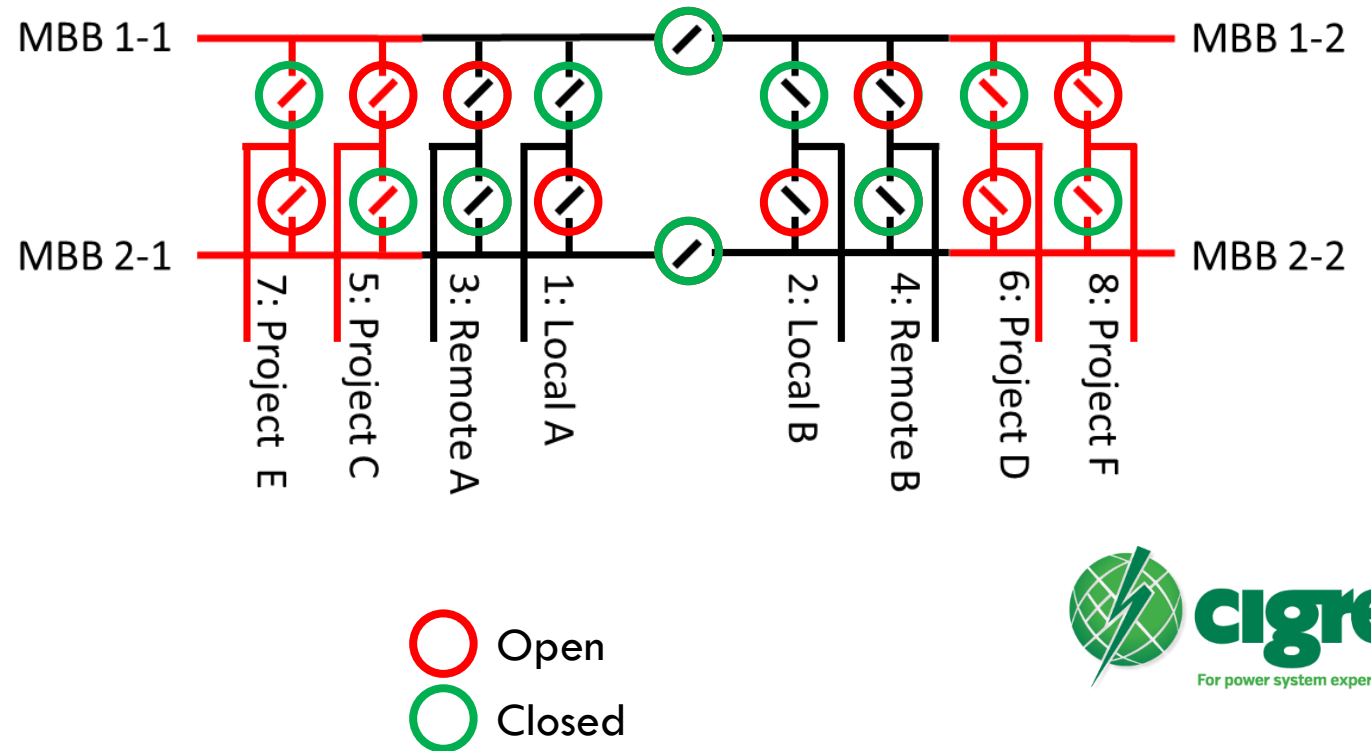 MBB 1-1
MBB 1-2
MBB 2-1
MBB 2-2
7: Project E
5: Project C
3: Remote A
1: Local A
2: Local B
4: Remote B
6: Project D
8: Project F
Open
Closed
cigre
For power system exper